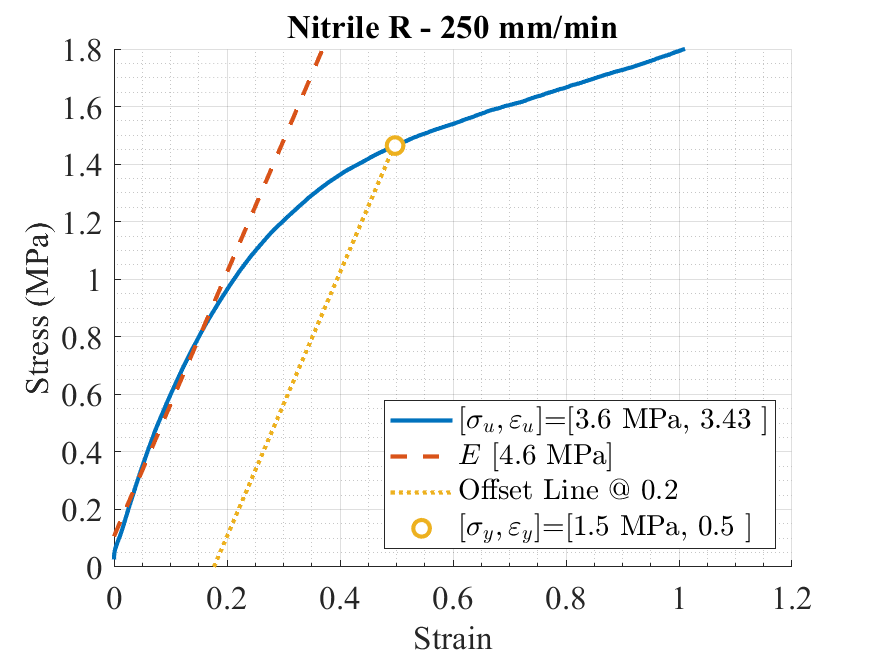 Nitrile R - 250 mm/min
Stress (MPa)
1.8
1.6
1.4
1.2
1
0.8
0.6
0.4
0.2
0
[σu, εu]=[3.6 MPa, 3.43 ]
E [4.6 MPa]
Offset Line @ 0.2
[σy, εy]=[1.5 MPa, 0.5 ]
0 0.2 0.4 0.6 0.8 1 1.2
Strain